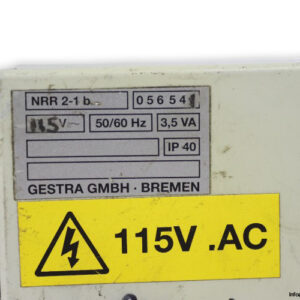 NRR 2-1 b. 056541
115V~ 50/60 Hz 3,5 VA
IP 40
GESTRA GMBH · BREMEN
115V .AC